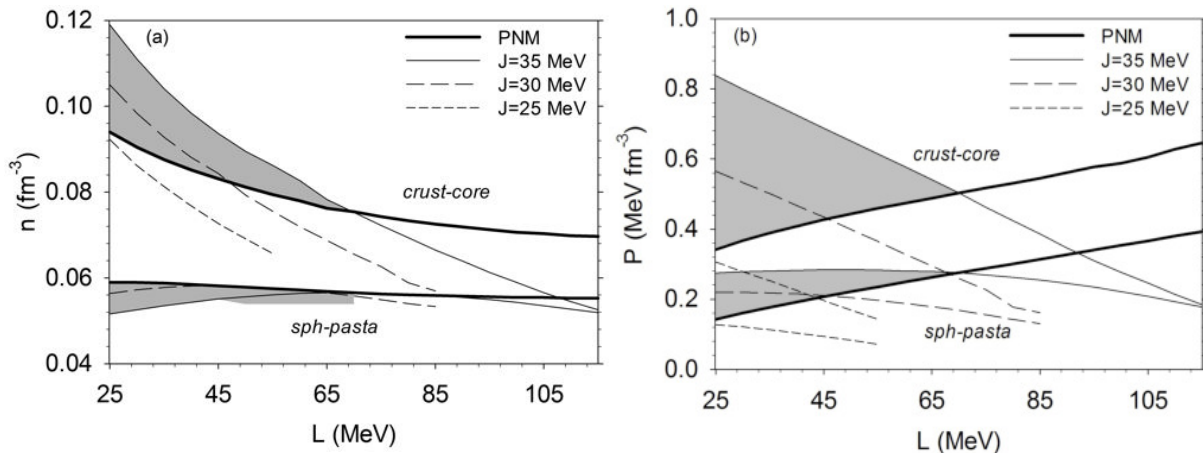 (a)
PNM
J=35 MeV
J=30 MeV
J=25 MeV
crust-core
sph-pasta
0.12
0.10
0.08
0.06
0.04
n (fm⁻³)
25 45 65 85 105
L (MeV)
(b)
PNM
J=35 MeV
J=30 MeV
J=25 MeV
crust-core
sph-pasta
1.0
0.8
0.6
0.4
0.2
0.0
P (MeV fm⁻³)
25 45 65 85 105
L (MeV)